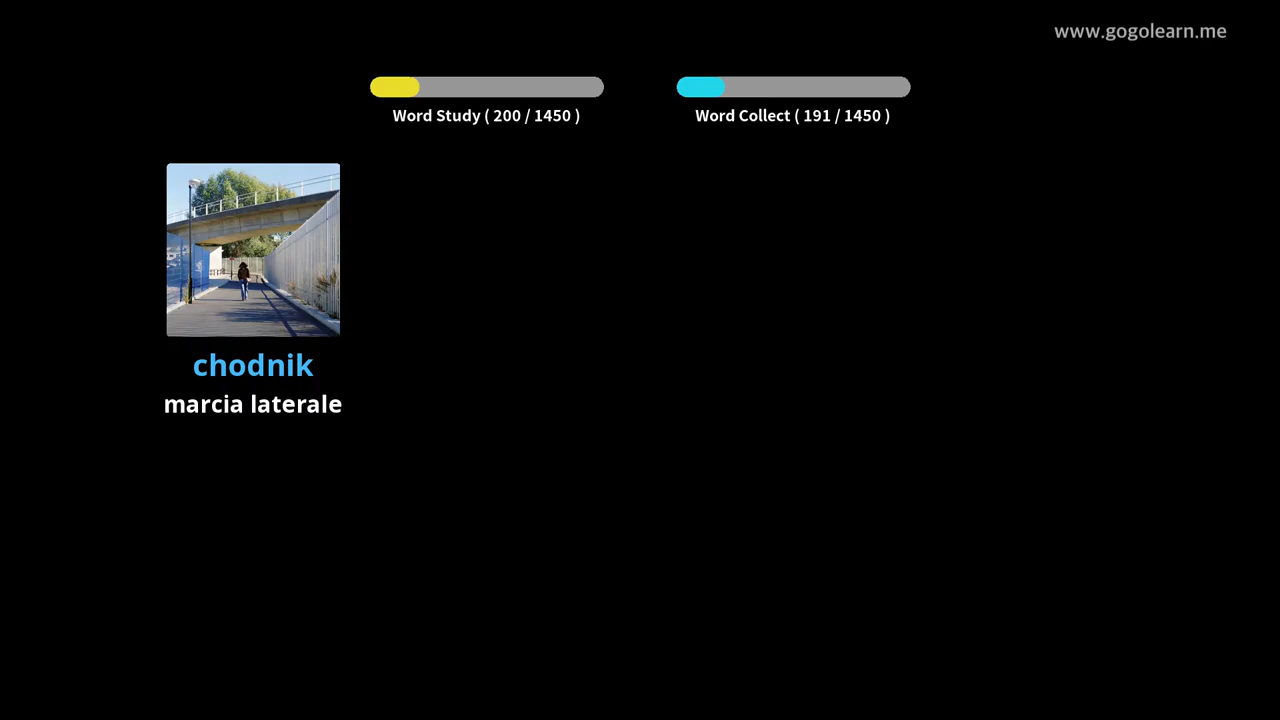 www.gogolearn.me
Word Study ( 200 / 1450 )
Word Collect ( 191 / 1450 )
chodnik
marcia laterale